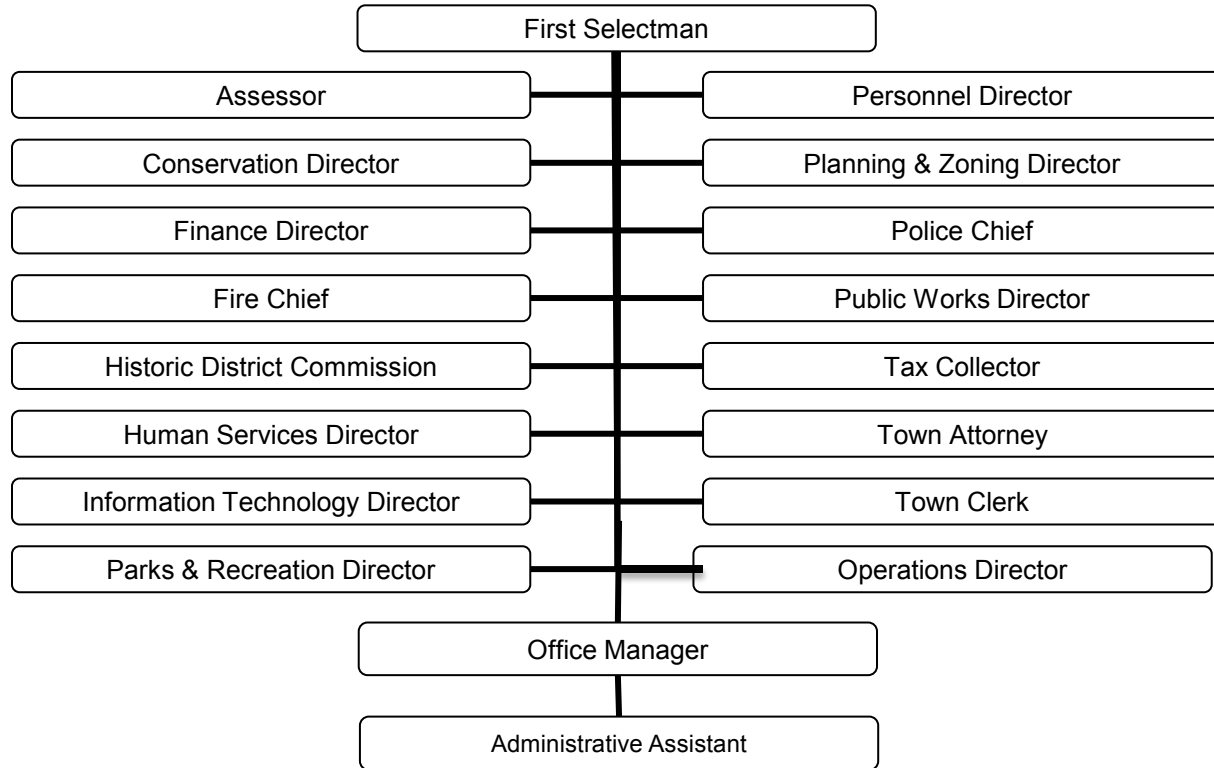 First Selectman
Assessor
Personnel Director
Conservation Director
Planning & Zoning Director
Finance Director
Police Chief
Fire Chief
Public Works Director
Historic District Commission
Tax Collector
Human Services Director
Town Attorney
Information Technology Director
Town Clerk
Parks & Recreation Director
Operations Director
Office Manager
Administrative Assistant